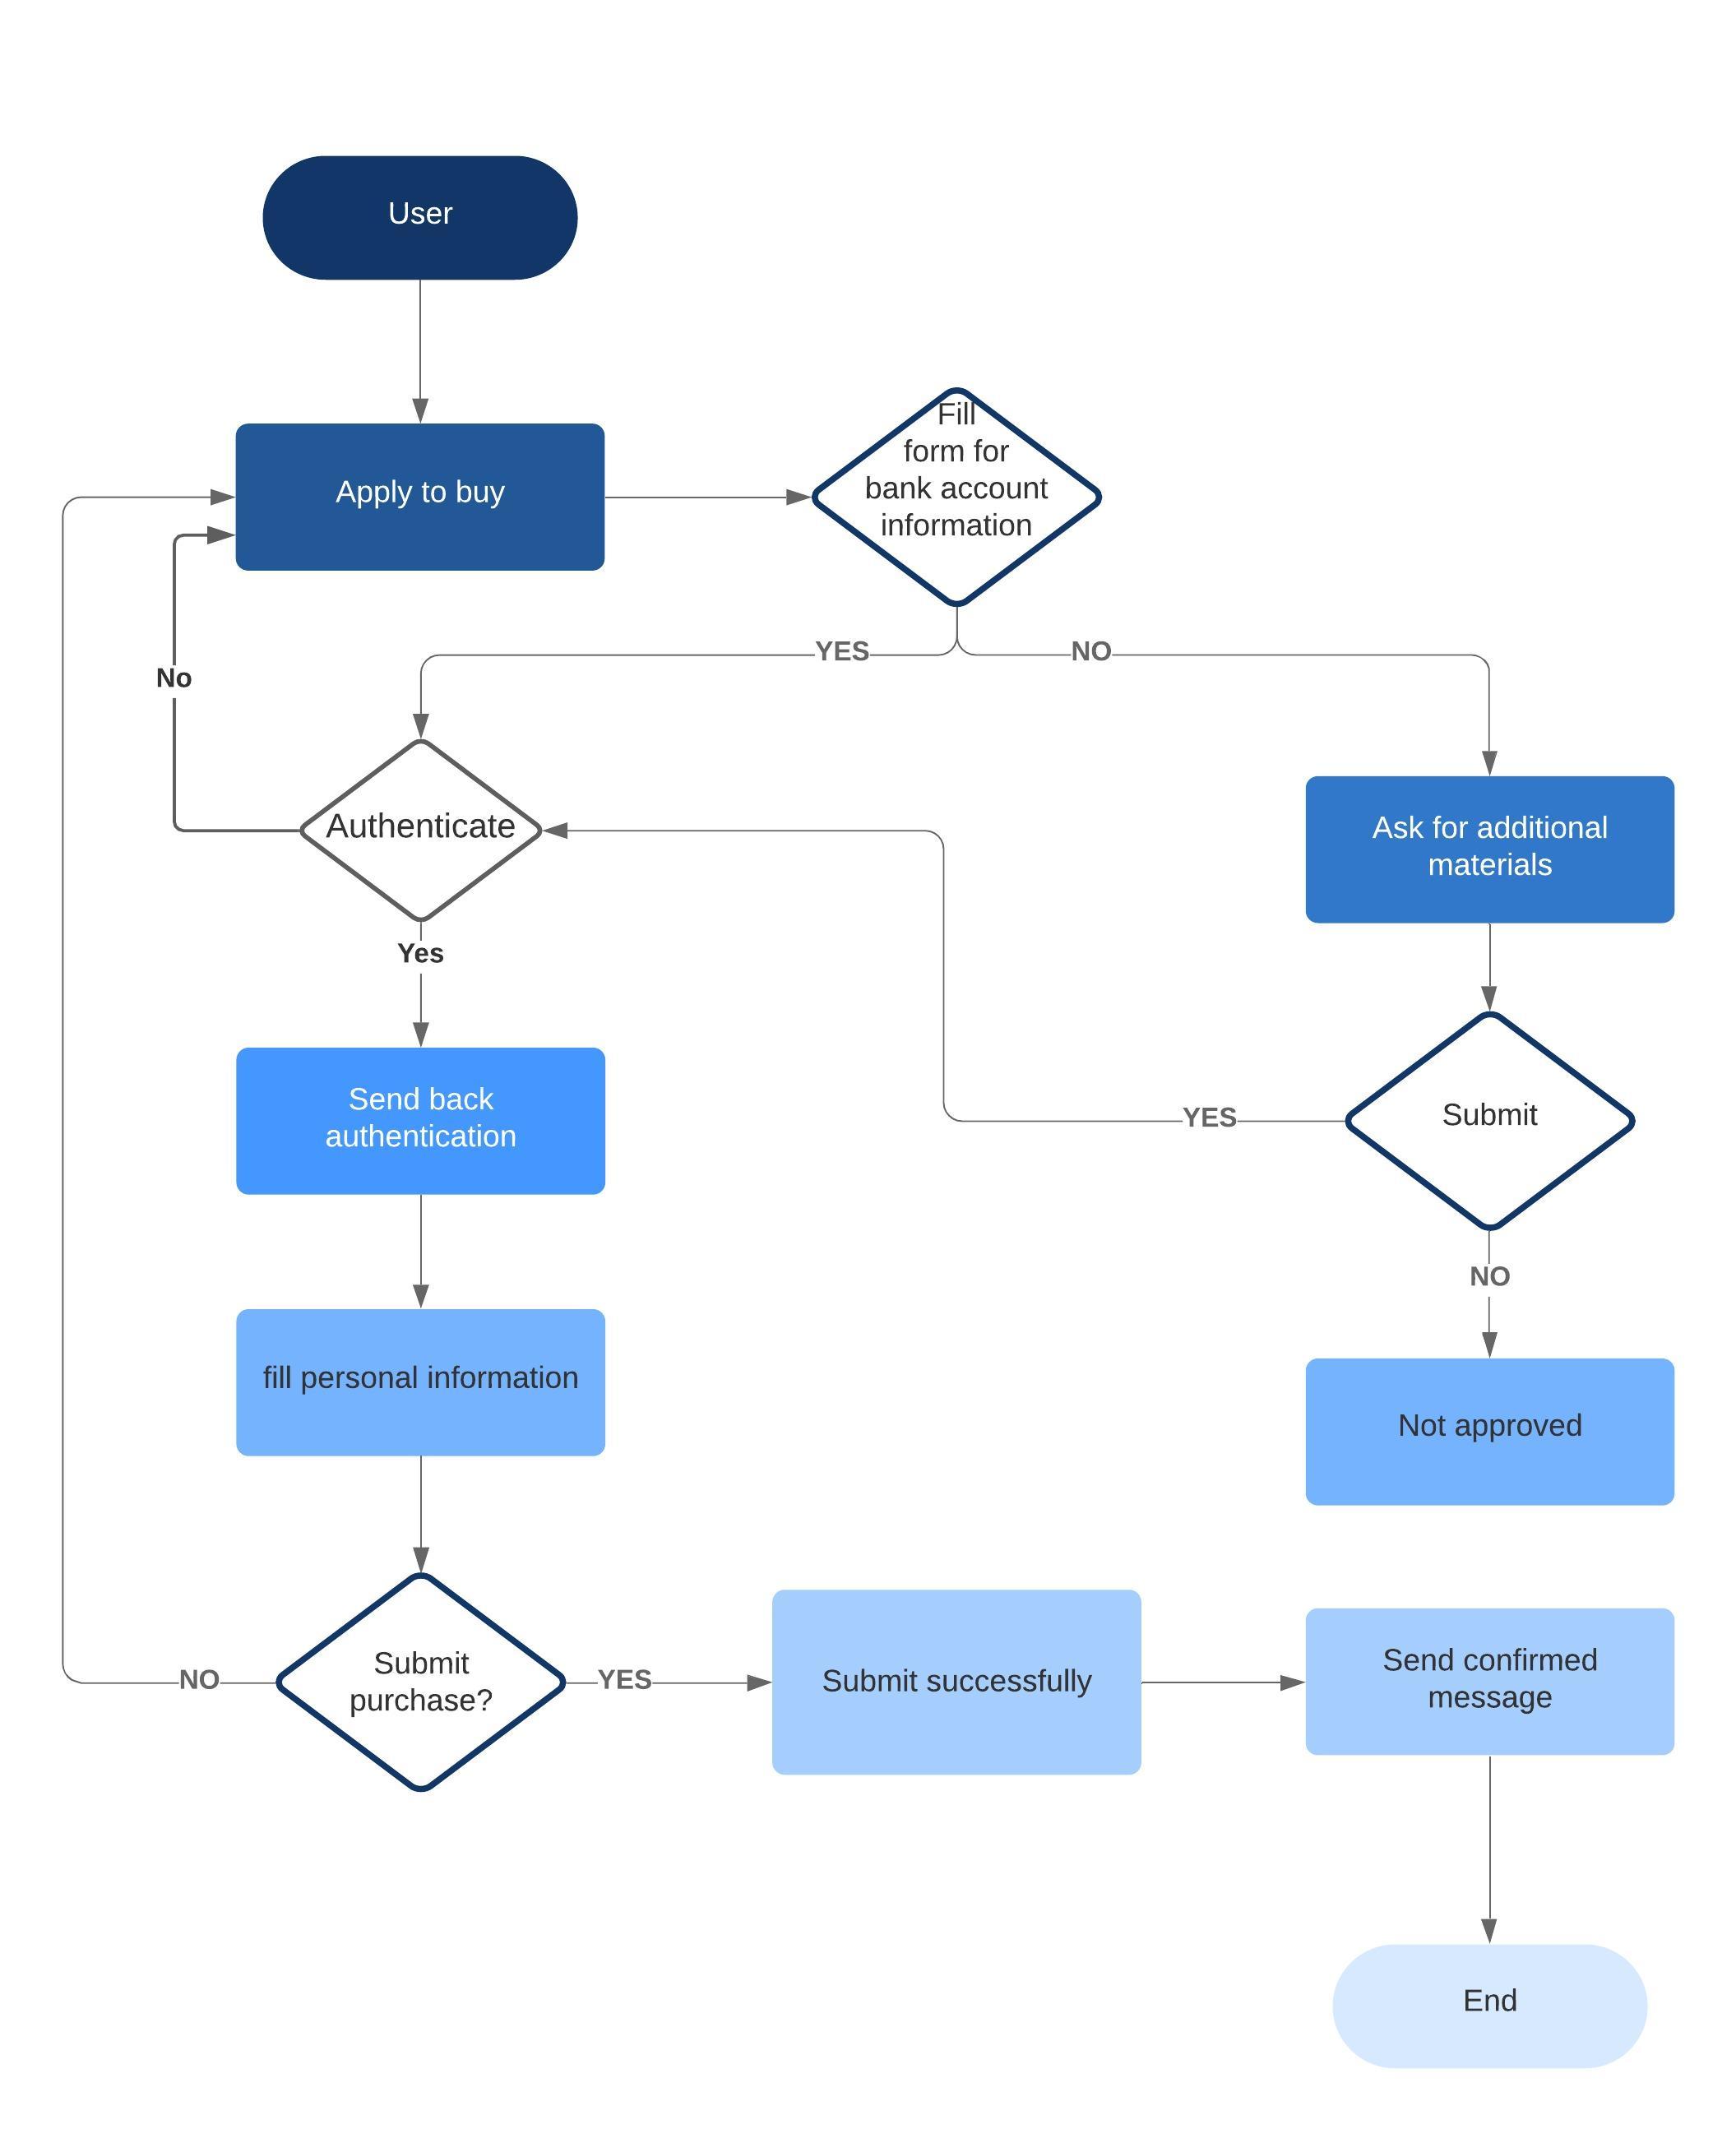 User
Apply to buy
Fill
form for
bank account
information
YES
NO
No
Authenticate
Ask for additional
materials
Yes
Send back
authentication
YES
Submit
NO
fill personal information
Not approved
Submit
purchase?
NO
YES
Submit successfully
Send confirmed
message
End